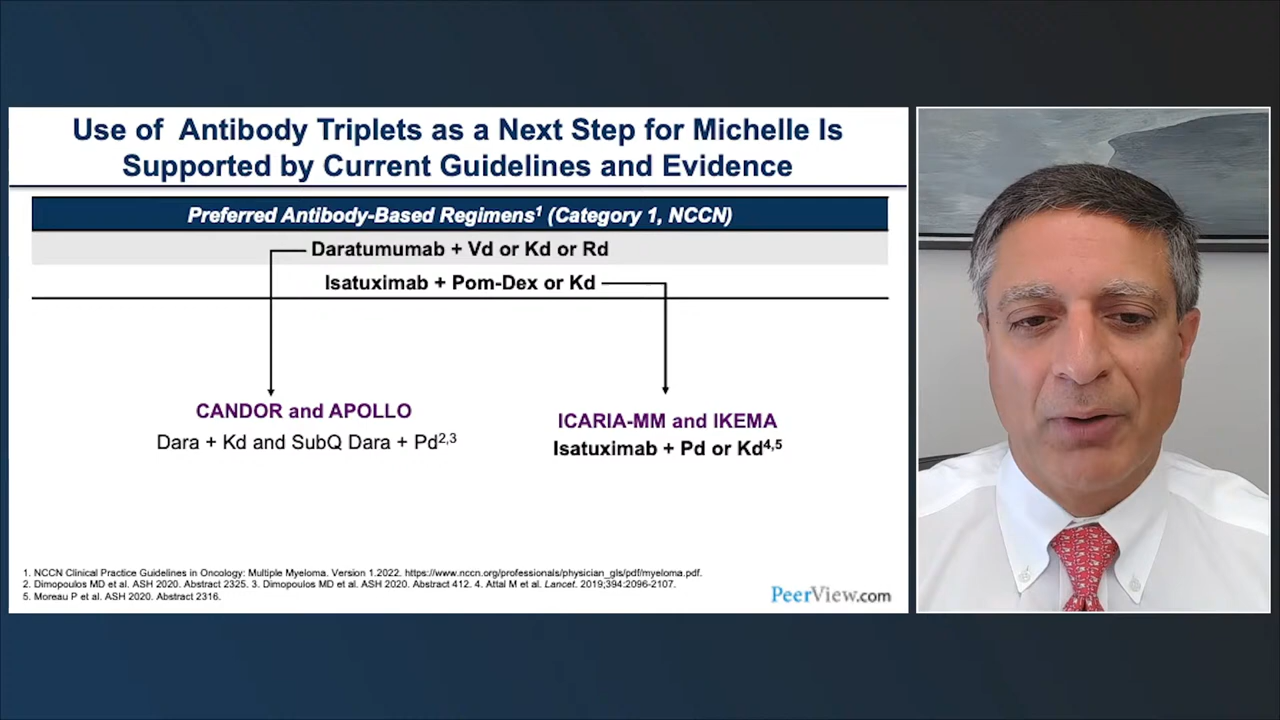 Use of Antibody Triplets as a Next Step for Michelle Is
Supported by Current Guidelines and Evidence
Preferred Antibody-Based Regimens1 (Category 1, NCCN)
Daratumumab + Vd or Kd or Rd
Isatuximab + Pom-Dex or Kd
CANDOR and APOLLO
Dara + Kd and SubQ Dara + Pd2,3
ICARIA-MM and IKEMA
Isatuximab + Pd or Kd4,5
1. NCCN Clinical Practice Guidelines in Oncology: Multiple Myeloma. Version 1.2022. https://www.nccn.org/professionals/physician_gls/pdf/myeloma.pdf.
2. Dimopoulos MD et al. ASH 2020. Abstract 2325. 3. Dimopoulos MD et al. ASH 2020. Abstract 412. 4. Attal M et al. Lancet. 2019;394:2096-2107.
5. Moreau P et al. ASH 2020. Abstract 2316.
PeerView.com